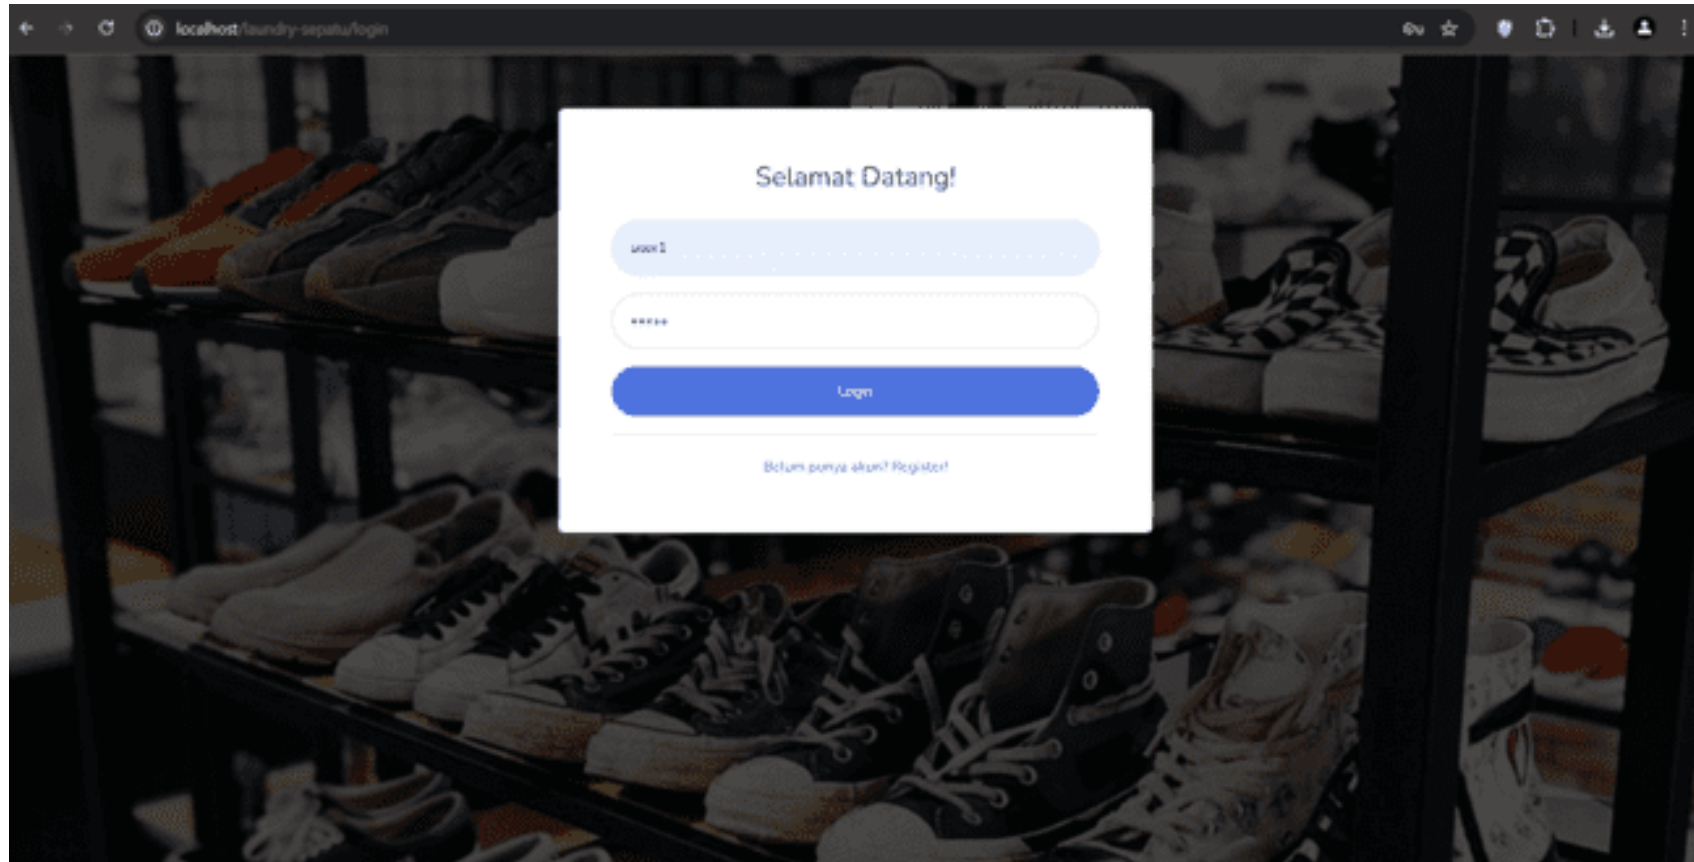 localhost/laundry-sepatu/login
Selamat Datang!
user1
Login
Belum punya akun? Register!